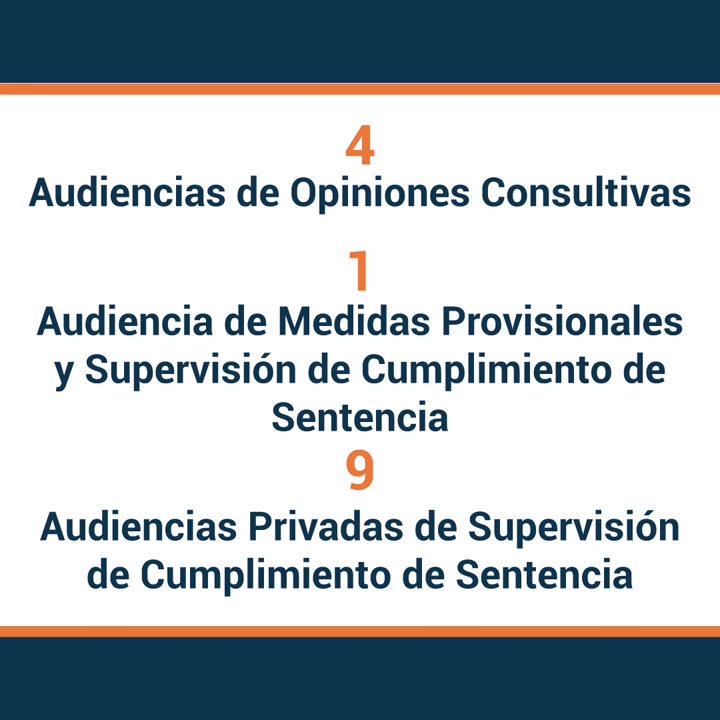 4
Audiencias de Opiniones Consultivas
1
Audiencia de Medidas Provisionales
y Supervisión de Cumplimiento de
Sentencia
9
Audiencias Privadas de Supervisión
de Cumplimiento de Sentencia